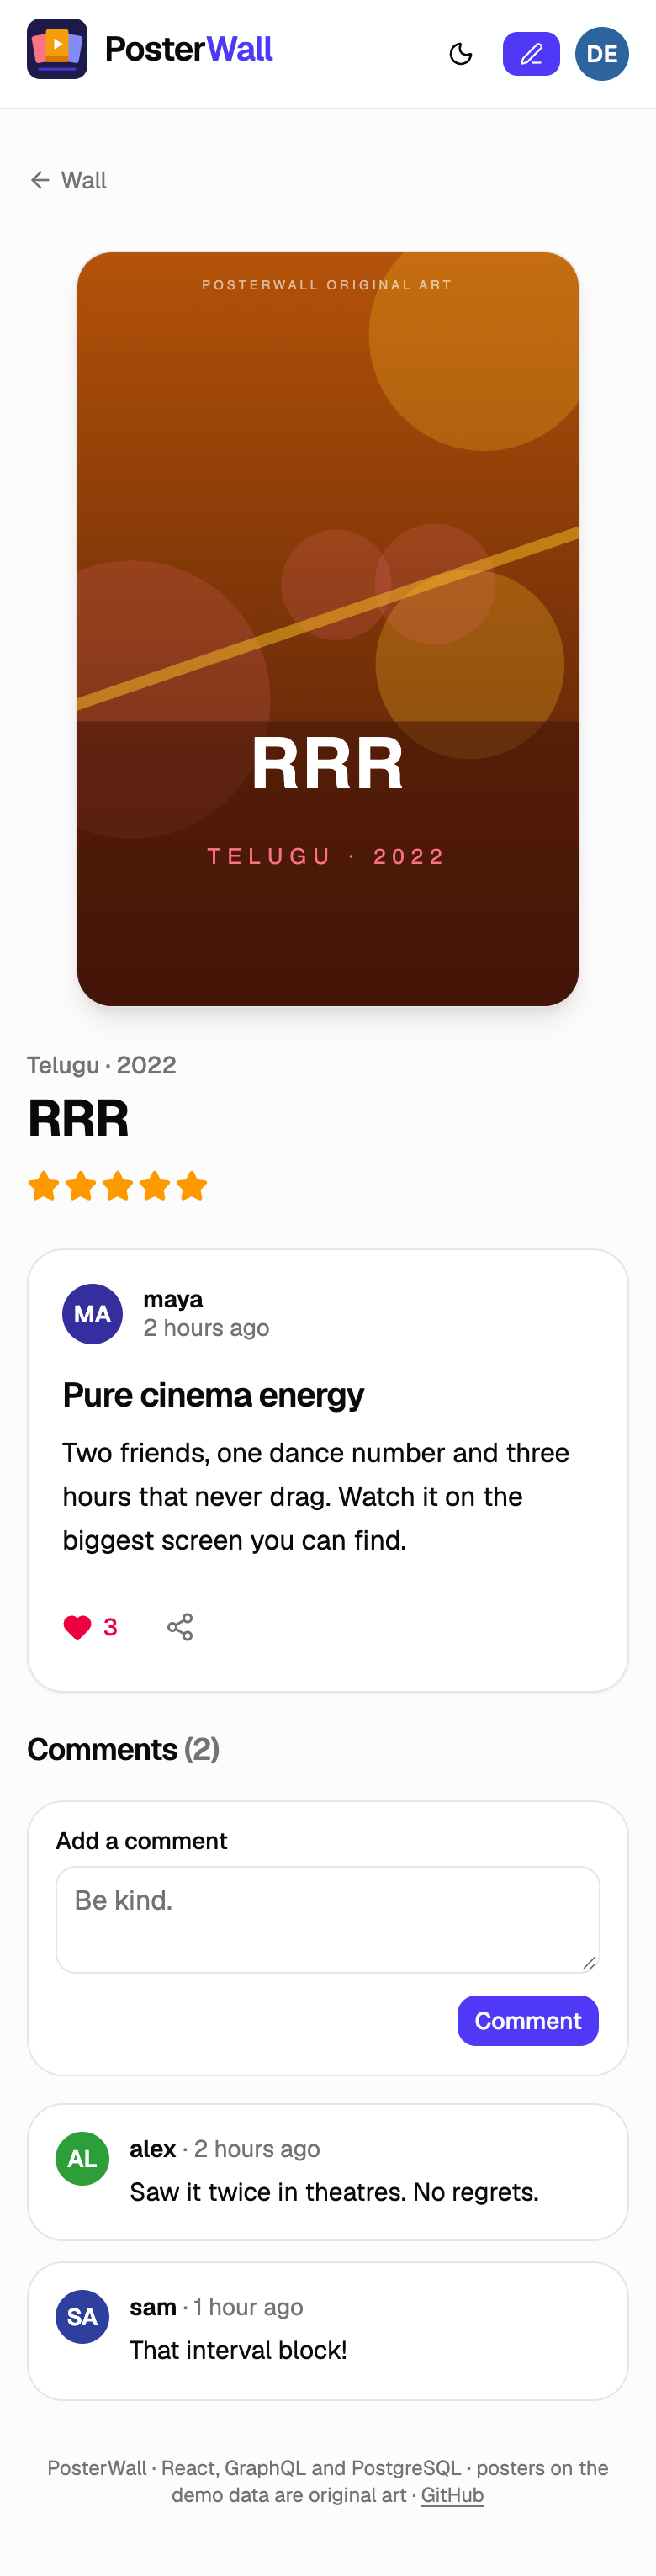 PosterWall
DE
Wall
POSTERWALL ORIGINAL ART
RRR
TELUGU · 2022
Telugu · 2022
RRR
MA
maya
2 hours ago
Pure cinema energy
Two friends, one dance number and three
hours that never drag. Watch it on the
biggest screen you can find.
3
Comments (2)
Add a comment
Be kind.
Comment
AL
alex · 2 hours ago
Saw it twice in theatres. No regrets.
SA
sam · 1 hour ago
That interval block!
PosterWall · React, GraphQL and PostgreSQL · posters on the
demo data are original art · GitHub